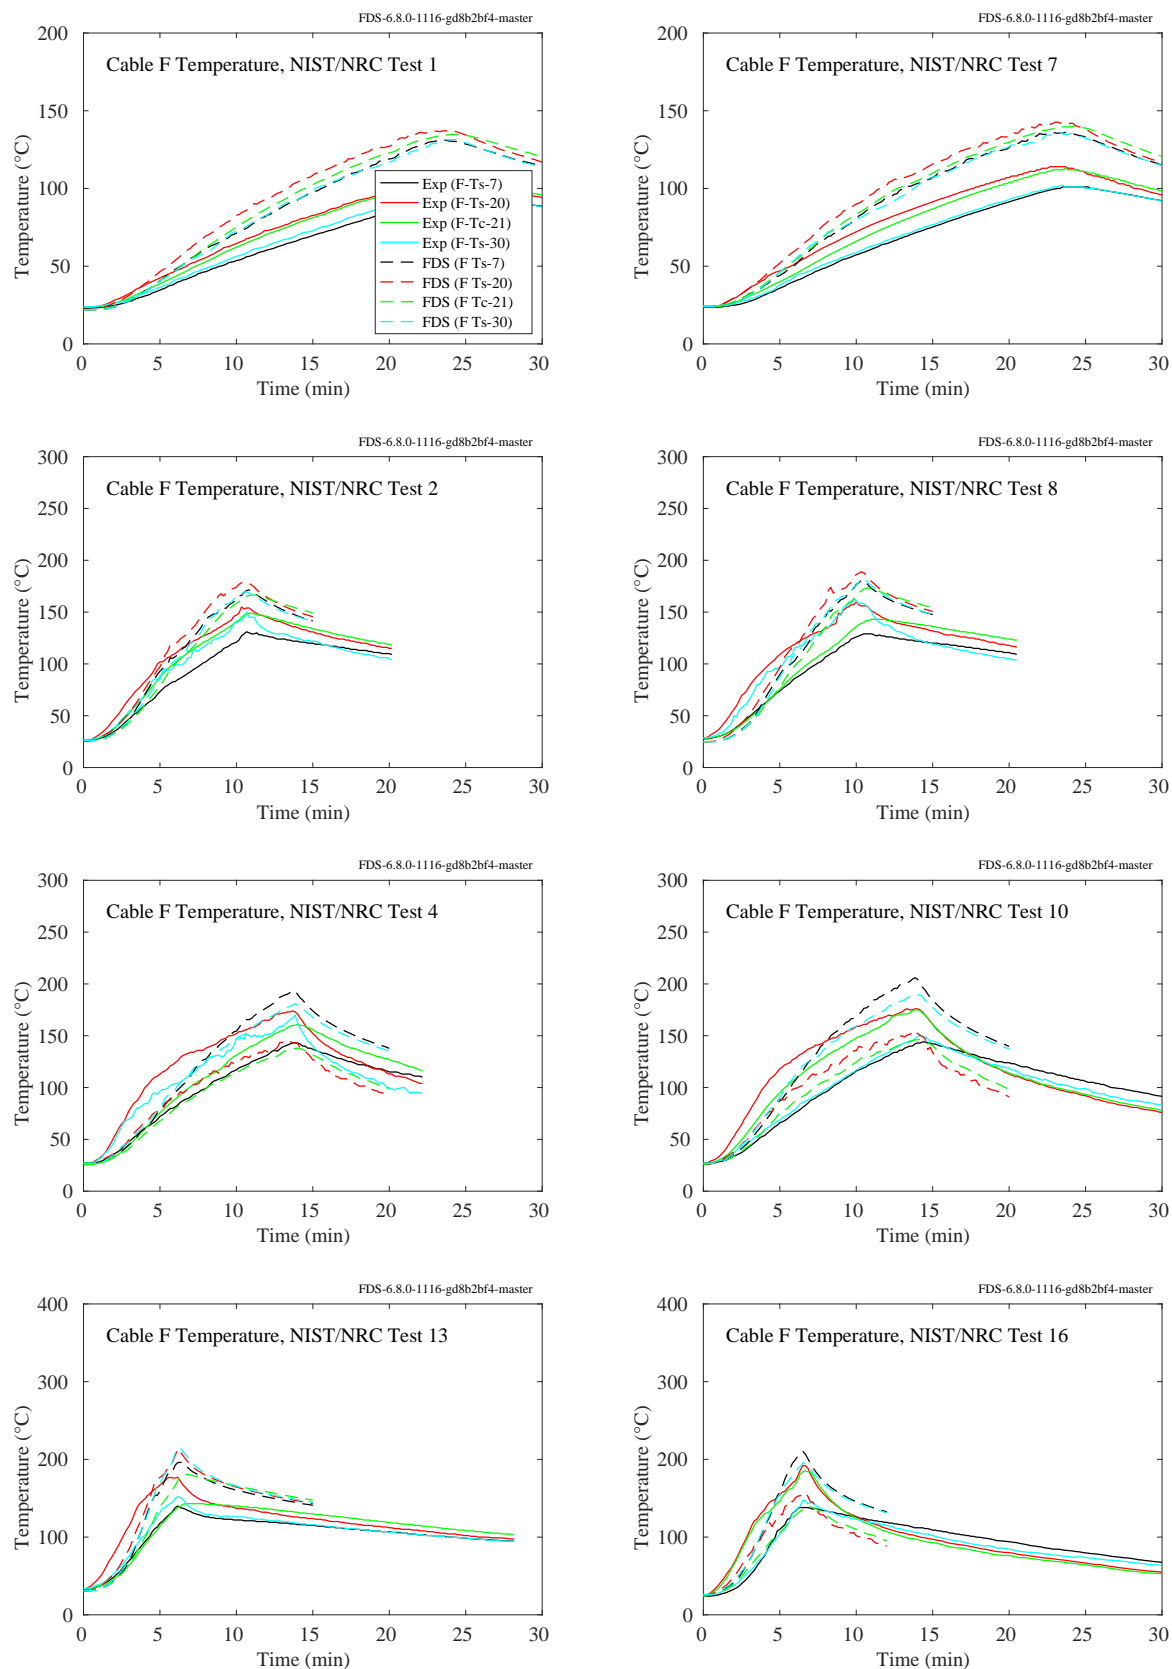 FDS-6.8.0-1116-gd8b2bf4-master
Cable F Temperature, NIST/NRC Test 1
Temperature (°C)
200
150
100
50
0
0 5 10 15 20 25 30
Time (min)
Exp (F-Ts-7)
Exp (F-Ts-20)
Exp (F-Tc-21)
Exp (F-Ts-30)
FDS (F Ts-7)
FDS (F Ts-20)
FDS (F Tc-21)
FDS (F Ts-30)
FDS-6.8.0-1116-gd8b2bf4-master
Cable F Temperature, NIST/NRC Test 7
Temperature (°C)
200
150
100
50
0
0 5 10 15 20 25 30
Time (min)
FDS-6.8.0-1116-gd8b2bf4-master
Cable F Temperature, NIST/NRC Test 2
Temperature (°C)
300
250
200
150
100
50
0
0 5 10 15 20 25 30
Time (min)
FDS-6.8.0-1116-gd8b2bf4-master
Cable F Temperature, NIST/NRC Test 8
Temperature (°C)
300
250
200
150
100
50
0
0 5 10 15 20 25 30
Time (min)
FDS-6.8.0-1116-gd8b2bf4-master
Cable F Temperature, NIST/NRC Test 4
Temperature (°C)
300
250
200
150
100
50
0
0 5 10 15 20 25 30
Time (min)
FDS-6.8.0-1116-gd8b2bf4-master
Cable F Temperature, NIST/NRC Test 10
Temperature (°C)
300
250
200
150
100
50
0
0 5 10 15 20 25 30
Time (min)
FDS-6.8.0-1116-gd8b2bf4-master
Cable F Temperature, NIST/NRC Test 13
Temperature (°C)
400
300
200
100
0
0 5 10 15 20 25 30
Time (min)
FDS-6.8.0-1116-gd8b2bf4-master
Cable F Temperature, NIST/NRC Test 16
Temperature (°C)
400
300
200
100
0
0 5 10 15 20 25 30
Time (min)